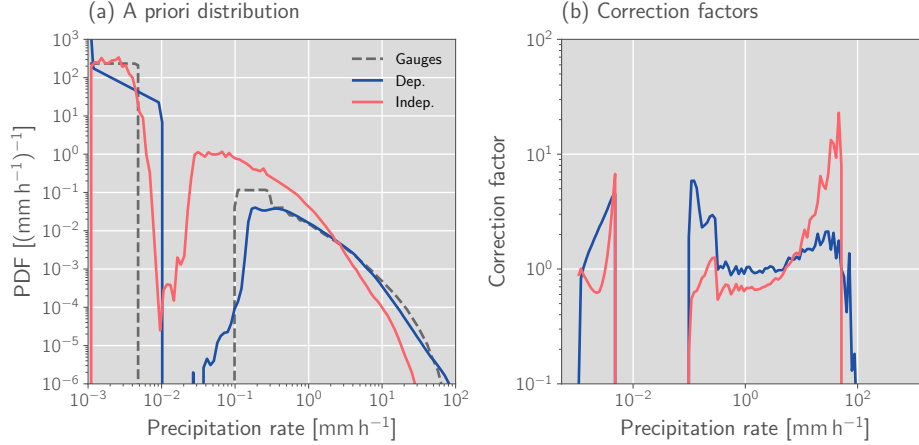 (a) A priori distribution
(b) Correction factors
10³
10²
10¹
10⁰
10⁻¹
10⁻²
10⁻³
10⁻⁴
10⁻⁵
10⁻⁶
PDF [(mm h⁻¹)⁻¹]
Gauges
Dep.
Indep.
10⁻³ 10⁻² 10⁻¹ 10⁰ 10¹ 10²
Precipitation rate [mm h⁻¹]
10²
10¹
10⁰
10⁻¹
Correction factor
10⁻² 10⁰ 10²
Precipitation rate [mm h⁻¹]